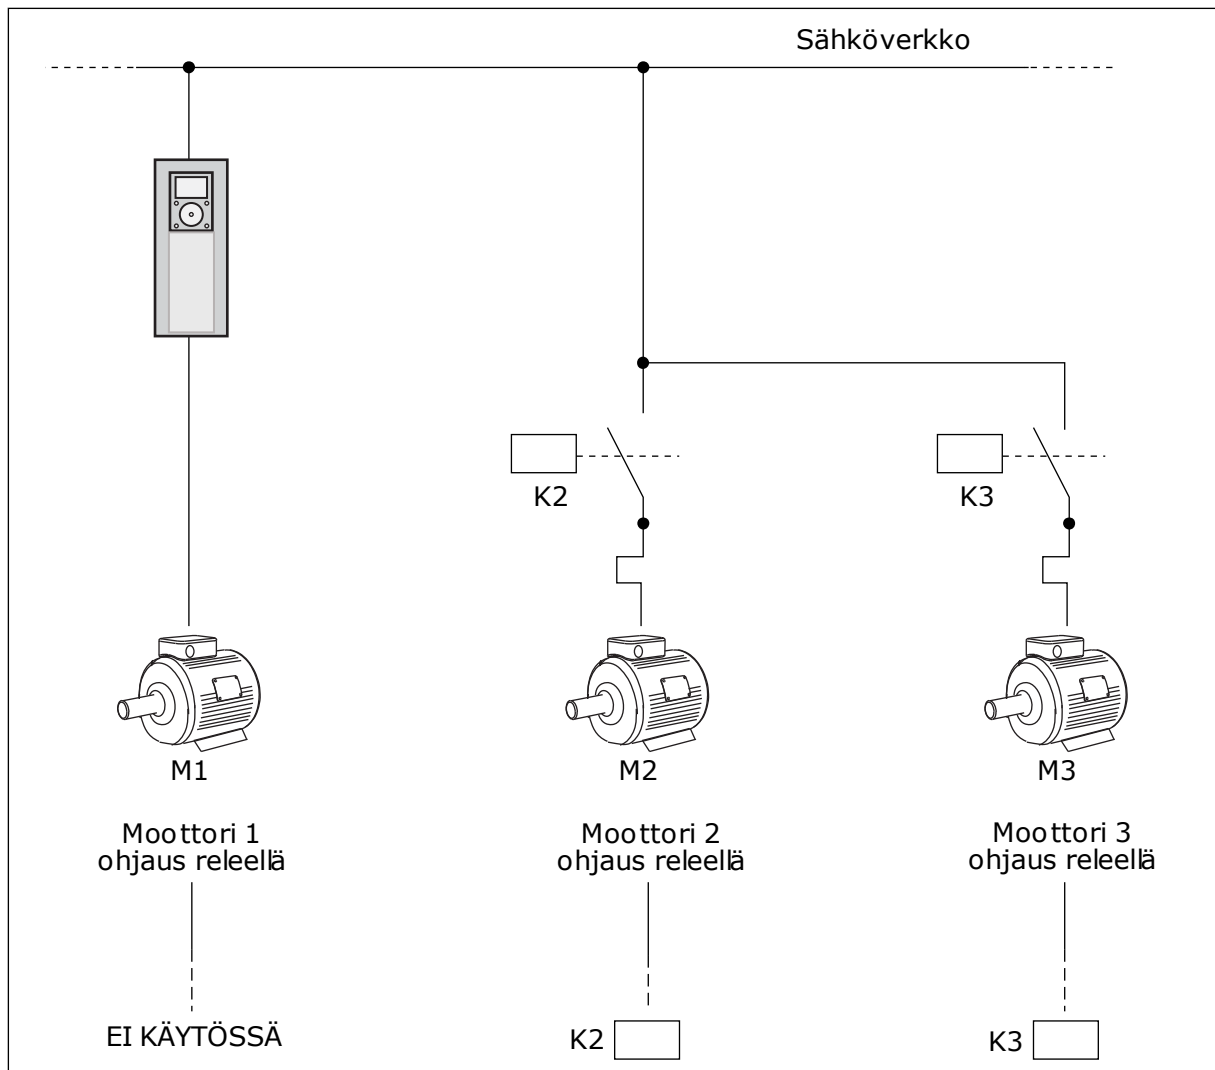 Sähköverkko
K2
K3
M1
M2
M3
Moottori 1
ohjaus releellä
Moottori 2
ohjaus releellä
Moottori 3
ohjaus releellä
EI KÄYTÖSSÄ
K2
K3